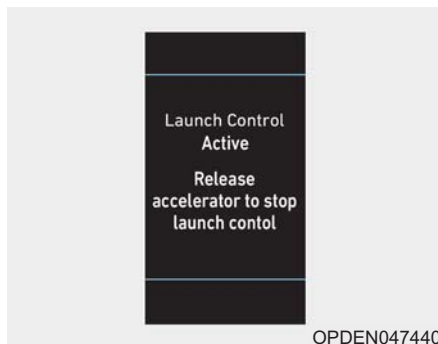 Launch Control
Active
Release
accelerator to stop
launch contol
OPDEN047440